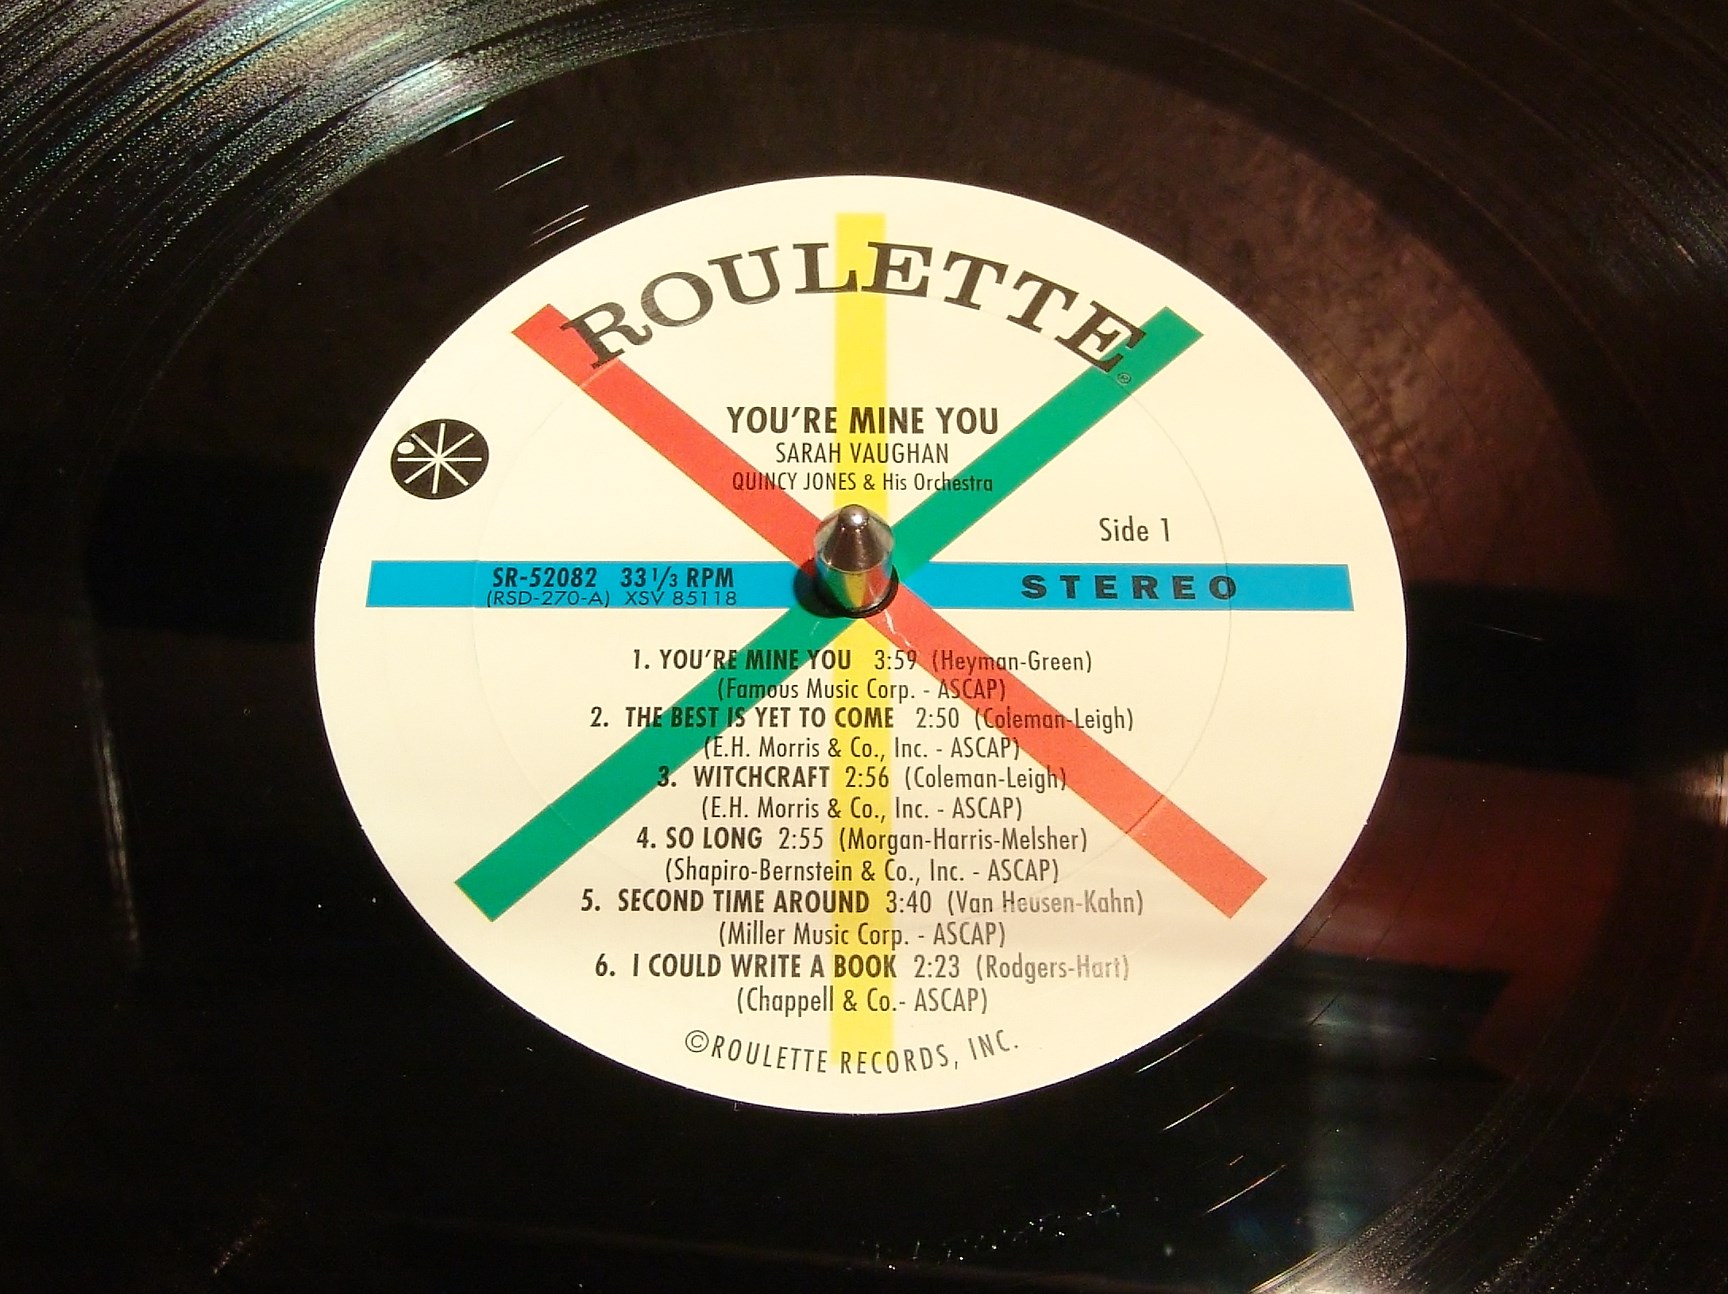 ROULETTE®
YOU'RE MINE YOU
SARAH VAUGHAN
QUINCY JONES & His Orchestra
Side 1
SR-52082 33 1/3 RPM
(RSD-270-A) XSV 85118
STEREO
1. YOU'RE MINE YOU 3:59 (Heyman-Green)
(Famous Music Corp. - ASCAP)
2. THE BEST IS YET TO COME 2:50 (Coleman-Leigh)
(E.H. Morris & Co., Inc. - ASCAP)
3. WITCHCRAFT 2:56 (Coleman-Leigh)
(E.H. Morris & Co., Inc. - ASCAP)
4. SO LONG 2:55 (Morgan-Harris-Melsher)
(Shapiro-Bernstein & Co., Inc. - ASCAP)
5. SECOND TIME AROUND 3:40 (Van Heusen-Kahn)
(Miller Music Corp. - ASCAP)
6. I COULD WRITE A BOOK 2:23 (Rodgers-Hart)
(Chappell & Co.- ASCAP)
©ROULETTE RECORDS, INC.